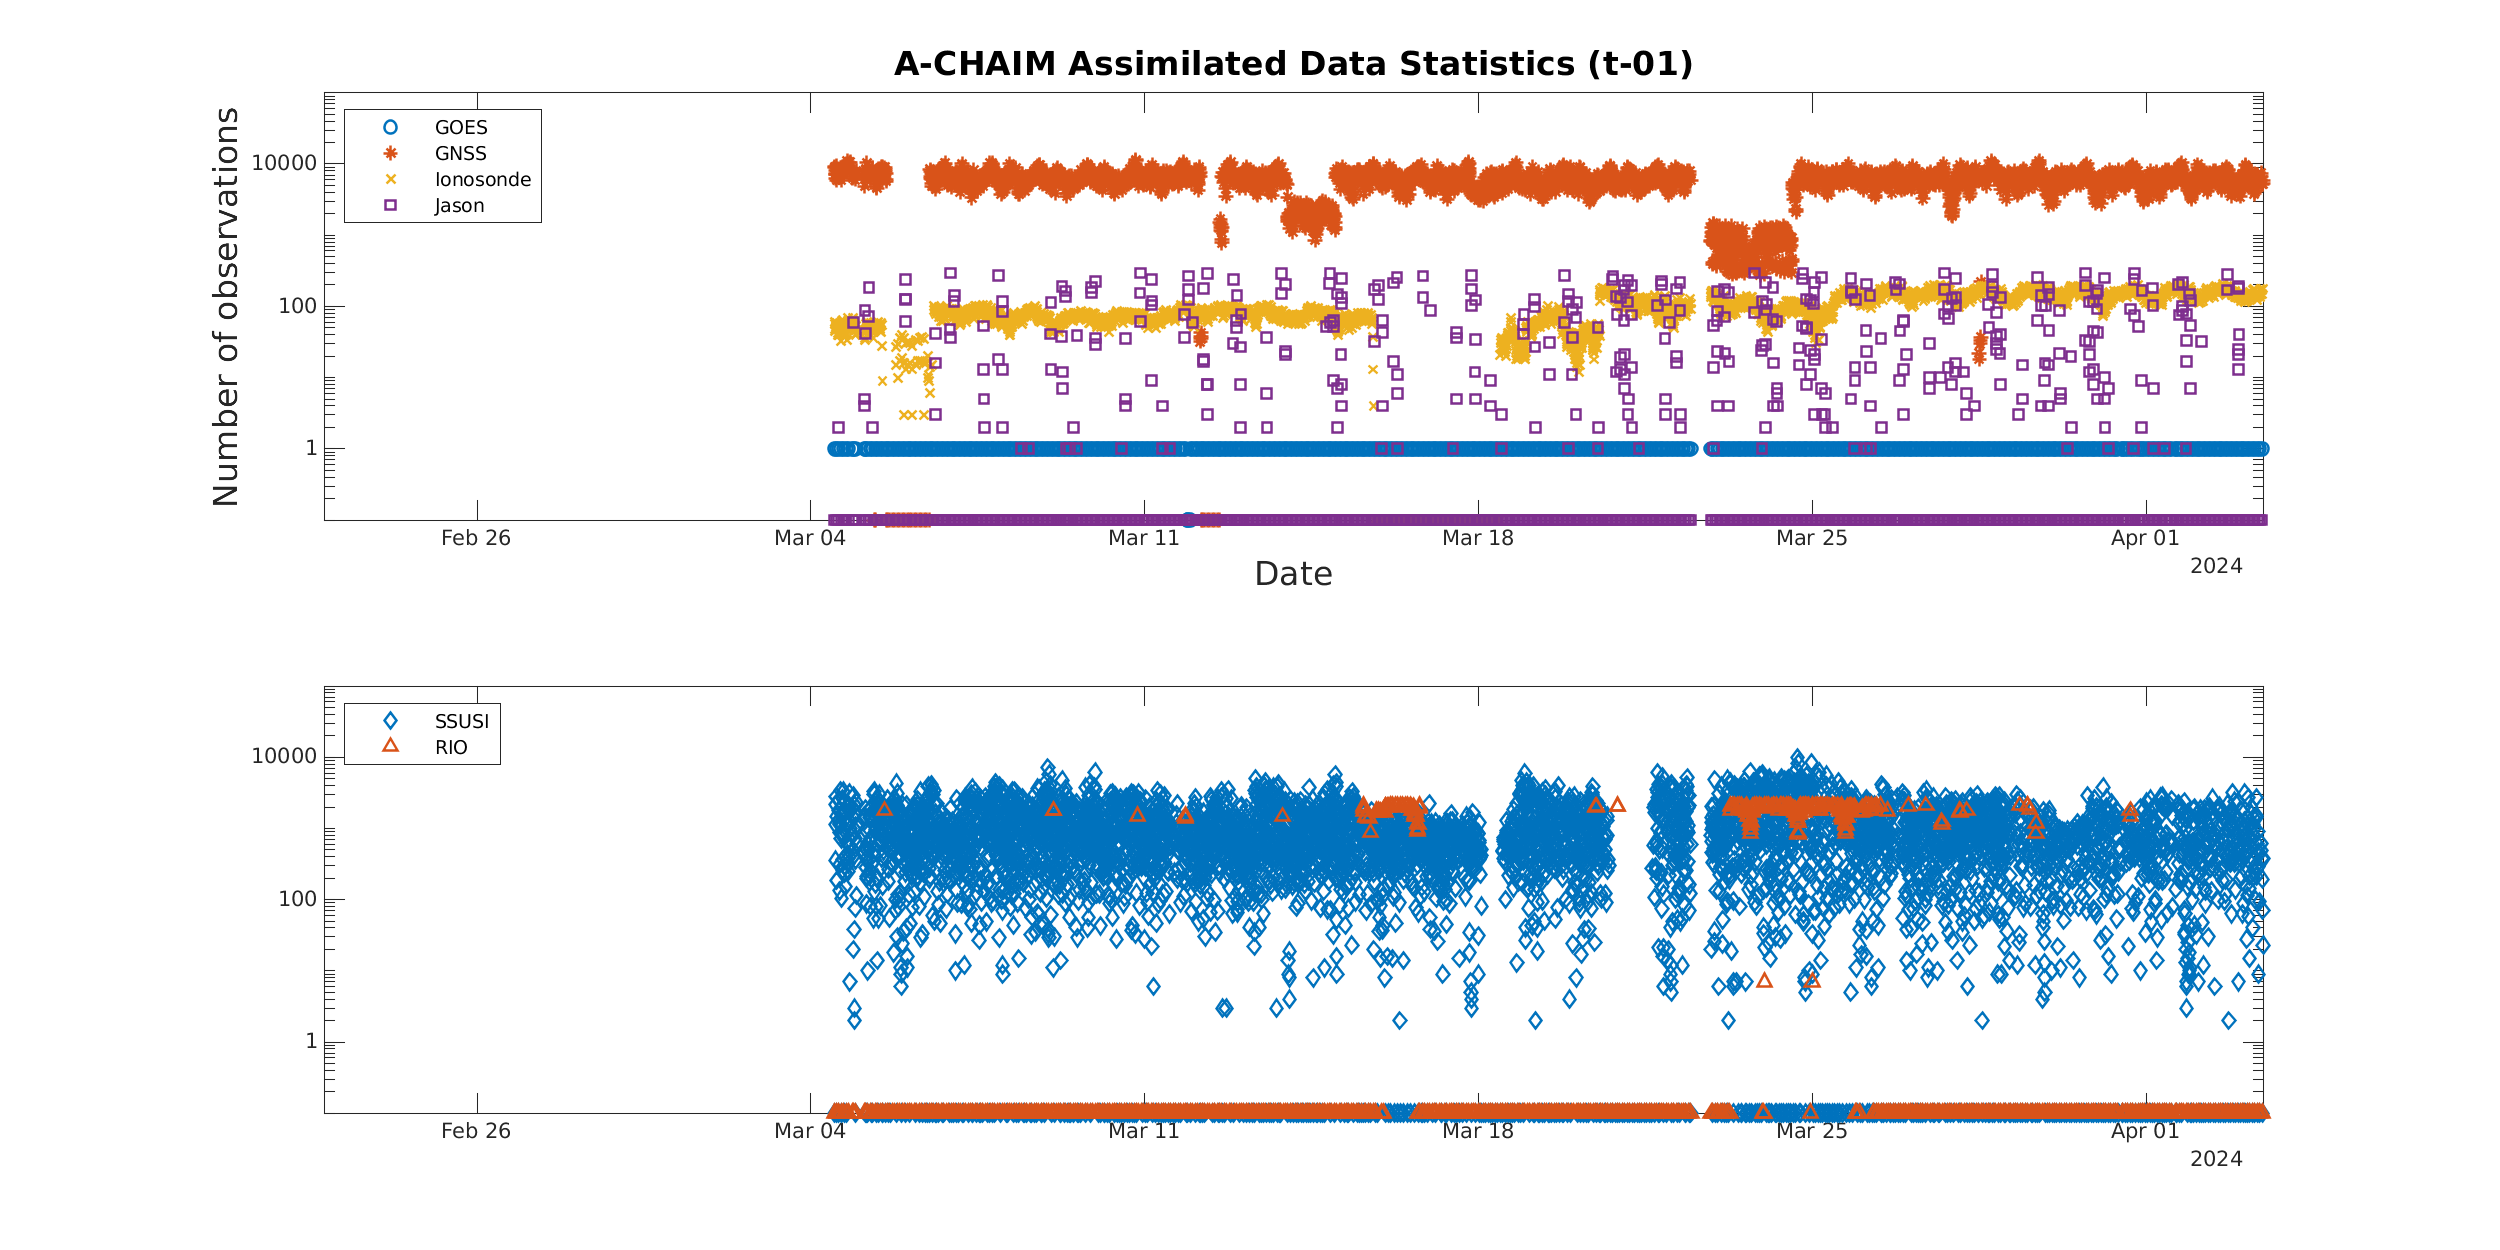 A-CHAIM Assimilated Data Statistics (t-01)
Number of observations
10000
100
1
GOES
GNSS
Ionosonde
Jason
Feb 26
Mar 04
Mar 11
Mar 18
Mar 25
Apr 01
2024
Date
10000
100
1
SSUSI
RIO
Feb 26
Mar 04
Mar 11
Mar 18
Mar 25
Apr 01
2024